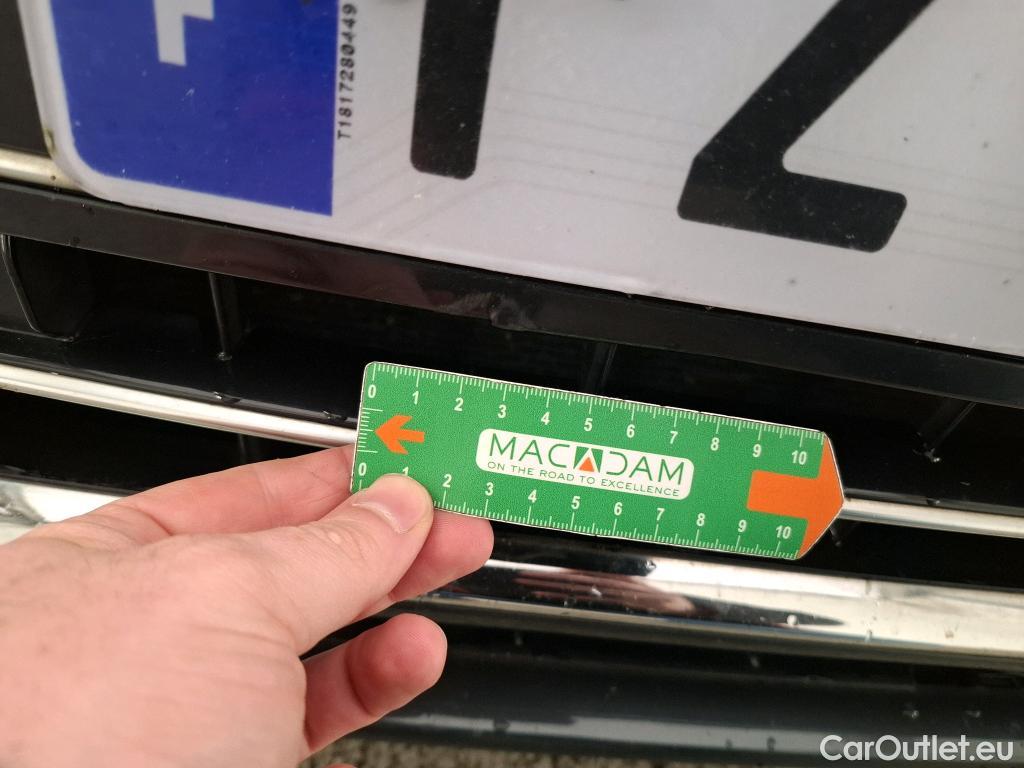 F
T1817280449
1 Z
0 1 2 3 4 5 6 7 8 9 10
MACADAM
ON THE ROAD TO EXCELLENCE
0 1 2 3 4 5 6 7 8 9 10
CarOutlet.eu